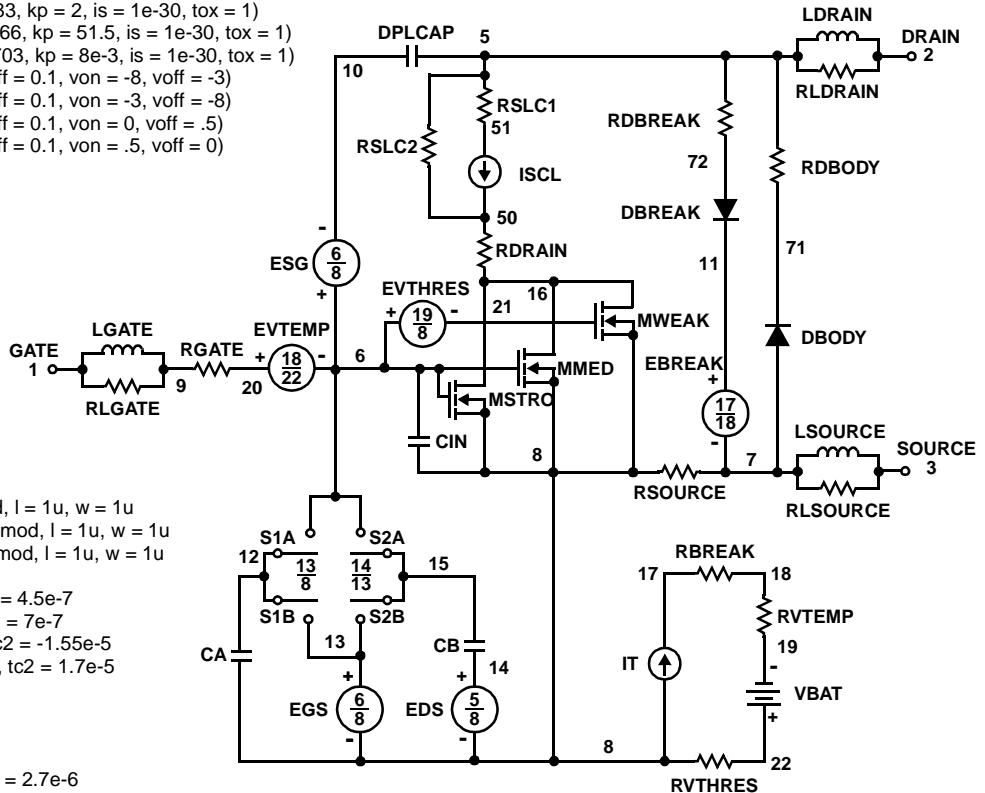 33, kp = 2, is = 1e-30, tox = 1)
66, kp = 51.5, is = 1e-30, tox = 1)
703, kp = 8e-3, is = 1e-30, tox = 1)
ff = 0.1, von = -8, voff = -3)
ff = 0.1, von = -3, voff = -8)
ff = 0.1, von = 0, voff = .5)
ff = 0.1, von = .5, voff = 0)
LDRAIN
DPLCAP 5 DRAIN
10 2
RLDRAIN
RSLC1
51
RDBREAK
RSLC2
72
ISCL RDBODY
DBREAK
50
- RDRAIN
71
ESG 6/8
11
+ EVTHRES 16
+ 19/8 - 21 MWEAK
LGATE EVTEMP
DBODY
GATE RGATE + 18/22 - 6 EBREAK
MMED
1 9 20 +
MSTRO
RLGATE 17/18
LSOURCE
CIN - SOURCE
8 7 3
RSOURCE
RLSOURCE
d, l = 1u, w = 1u
mod, l = 1u, w = 1u
mod, l = 1u, w = 1u
S1A S2A
12 13/8 14/13 15
RBREAK
17 18
= 4.5e-7
= 7e-7
c2 = -1.55e-5
, tc2 = 1.7e-5
S1B S2B
RVTEMP
13 CB
19
CA 14
IT -
+ +
VBAT
EGS 6/8 EDS 5/8
+
- - 8
22
RVTHRES
= 2.7e-6